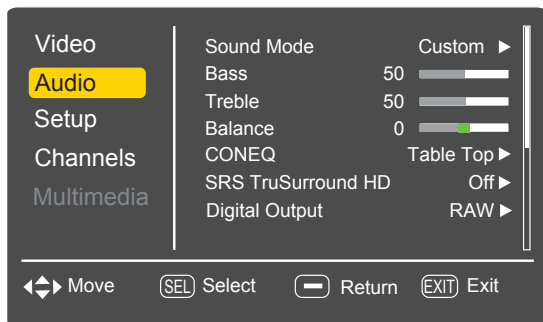 Video
Audio
Setup
Channels
Multimedia
Sound Mode Custom
Bass 50
Treble 50
Balance 0
CONEQ Table Top
SRS TruSurround HD Off
Digital Output RAW
Move SEL Select Return EXIT Exit